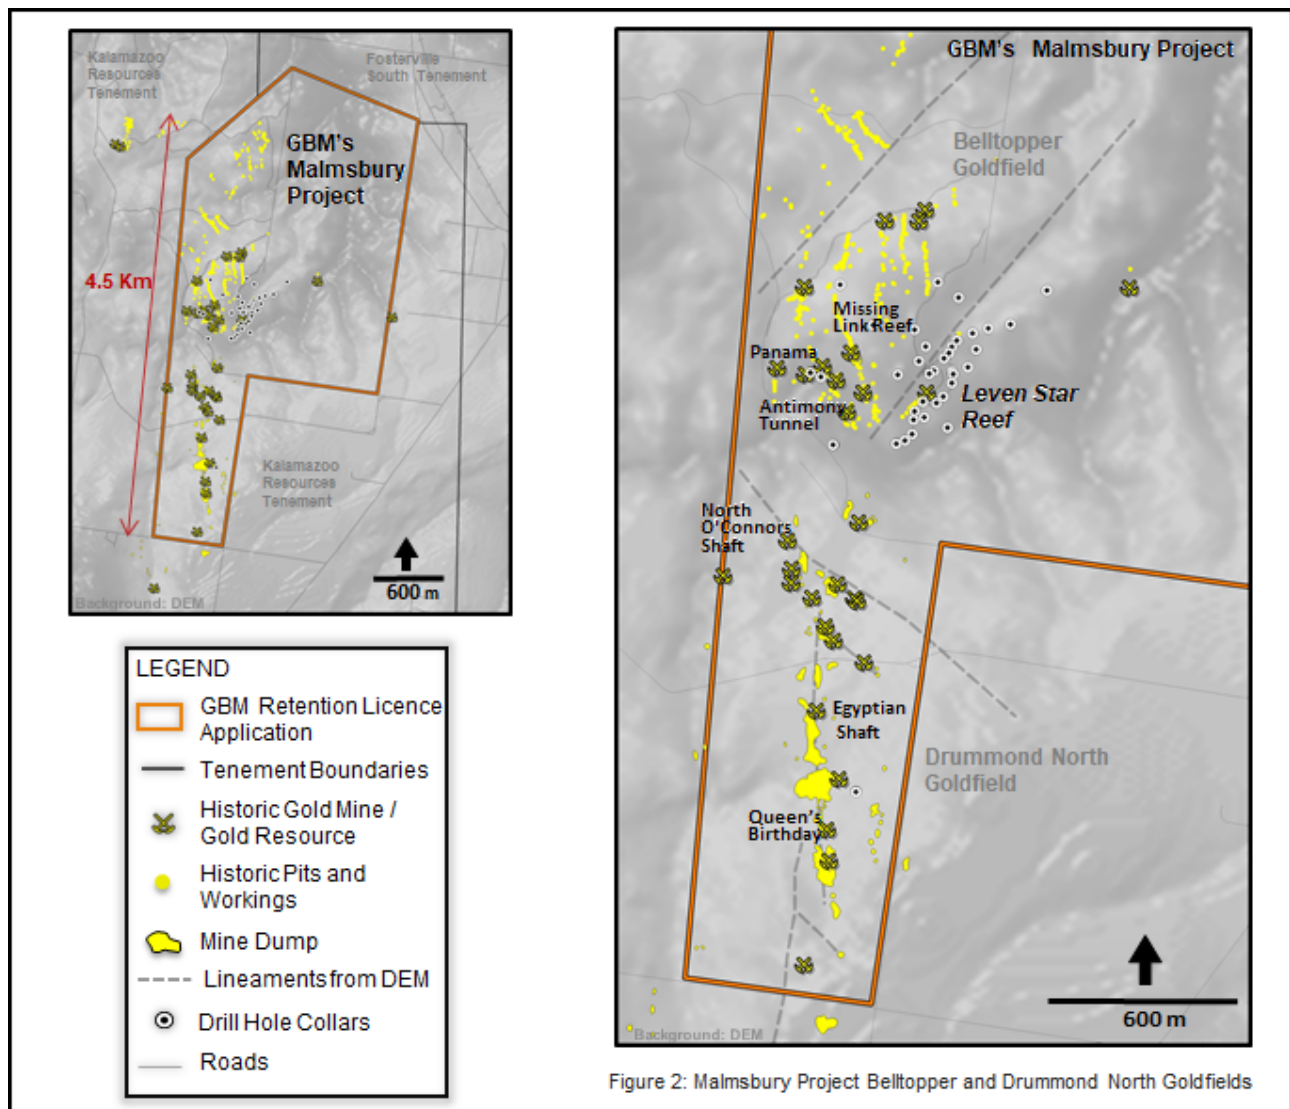 Kalamazoo
Resources
Tenement
Fosterville
South Tenement
GBM's
Malmsbury
Project
4.5 Km
Kalamazoo
Resources
Tenement
600 m
Background: DEM
LEGEND
GBM Retention Licence
Application
Tenement Boundaries
Historic Gold Mine /
Gold Resource
Historic Pits and
Workings
Mine Dump
Lineaments from DEM
Drill Hole Collars
Roads
GBM's Malmsbury Project
Belltopper
Goldfield
Missing
Link Reef
Panama
Leven Star
Reef
Antimony
Tunnel
North
O'Connors
Shaft
Egyptian
Shaft
Drummond North
Goldfield
Queen's
Birthday
600 m
Background: DEM
Figure 2: Malmsbury Project Belltopper and Drummond North Goldfields